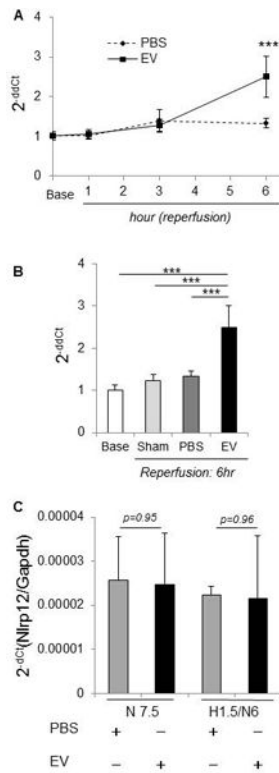 A
PBS
EV
***
2^-ddCt
4
3
2
1
0
Base 1 2 3 4 5 6
hour (reperfusion)
B
2^-ddCt
4
3
2
1
0
***
***
***
Base Sham PBS EV
Reperfusion: 6hr
C
2^-dCt(Nlrp12/Gapdh)
0.00004
0.00003
0.00002
0.00001
0
p=0.95 p=0.96
N 7.5 H1.5/N6
PBS + – + –
EV – + – +